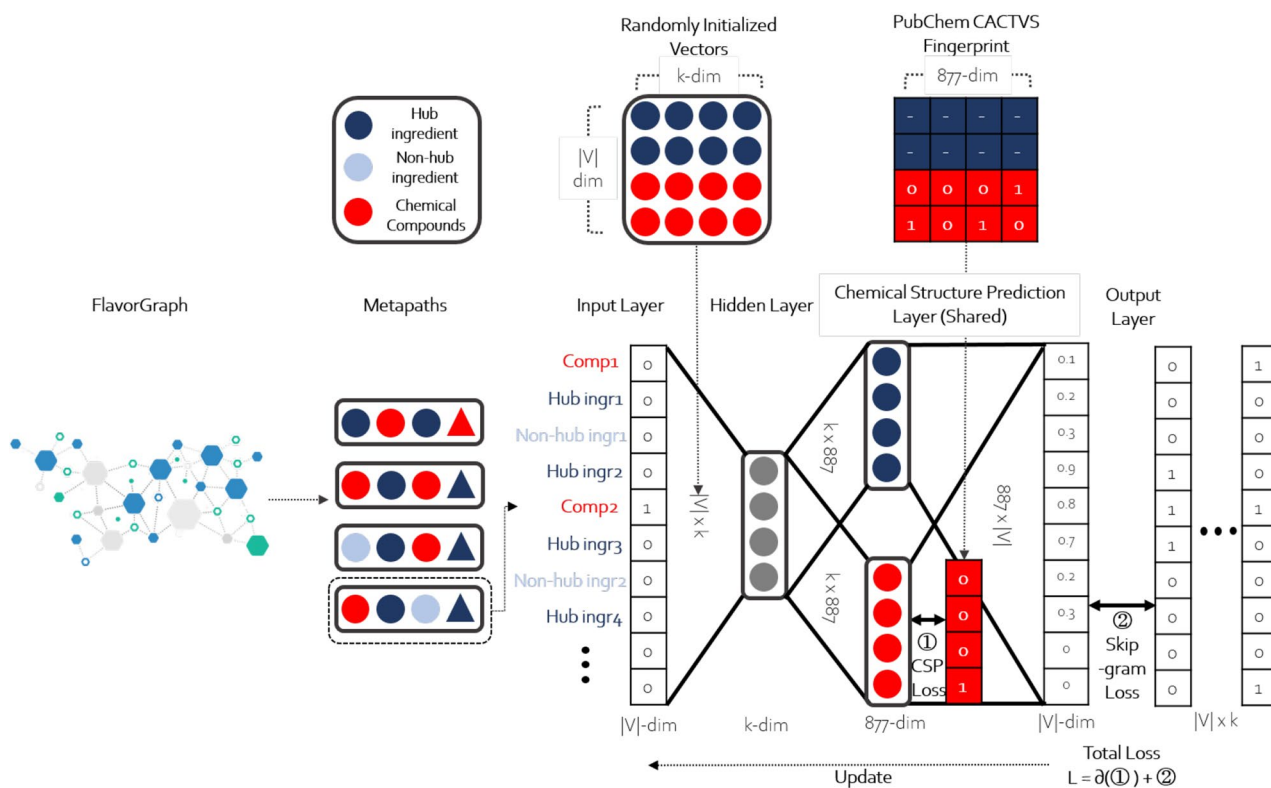 Randomly Initialized
Vectors
k-dim
|V|
dim
PubChem CACTVS
Fingerprint
877-dim
- - - -
- - - -
0 0 0 1
1 0 1 0
Hub
ingredient
Non-hub
ingredient
Chemical
Compounds
FlavorGraph
Metapaths
Input Layer
Hidden Layer
Chemical Structure Prediction
Layer (Shared)
Output
Layer
Comp1
Hub ingr1
Non-hub ingr1
Hub ingr2
Comp2
Hub ingr3
Non-hub ingr2
Hub ingr4
0
0
0
0
1
0
0
0
0
|V| x k
k x 887
k x 887
887 x |V|
0
0
0
1
①
CSP
Loss
0.1
0.2
0.3
0.9
0.8
0.7
0.2
0.3
0
0
②
Skip
-gram
Loss
0
0
0
1
1
1
0
0
0
0
1
0
0
0
1
0
0
0
0
1
|V|-dim
k-dim
877-dim
|V|-dim
|V| x k
Update
Total Loss
L = ∂(①) + ②